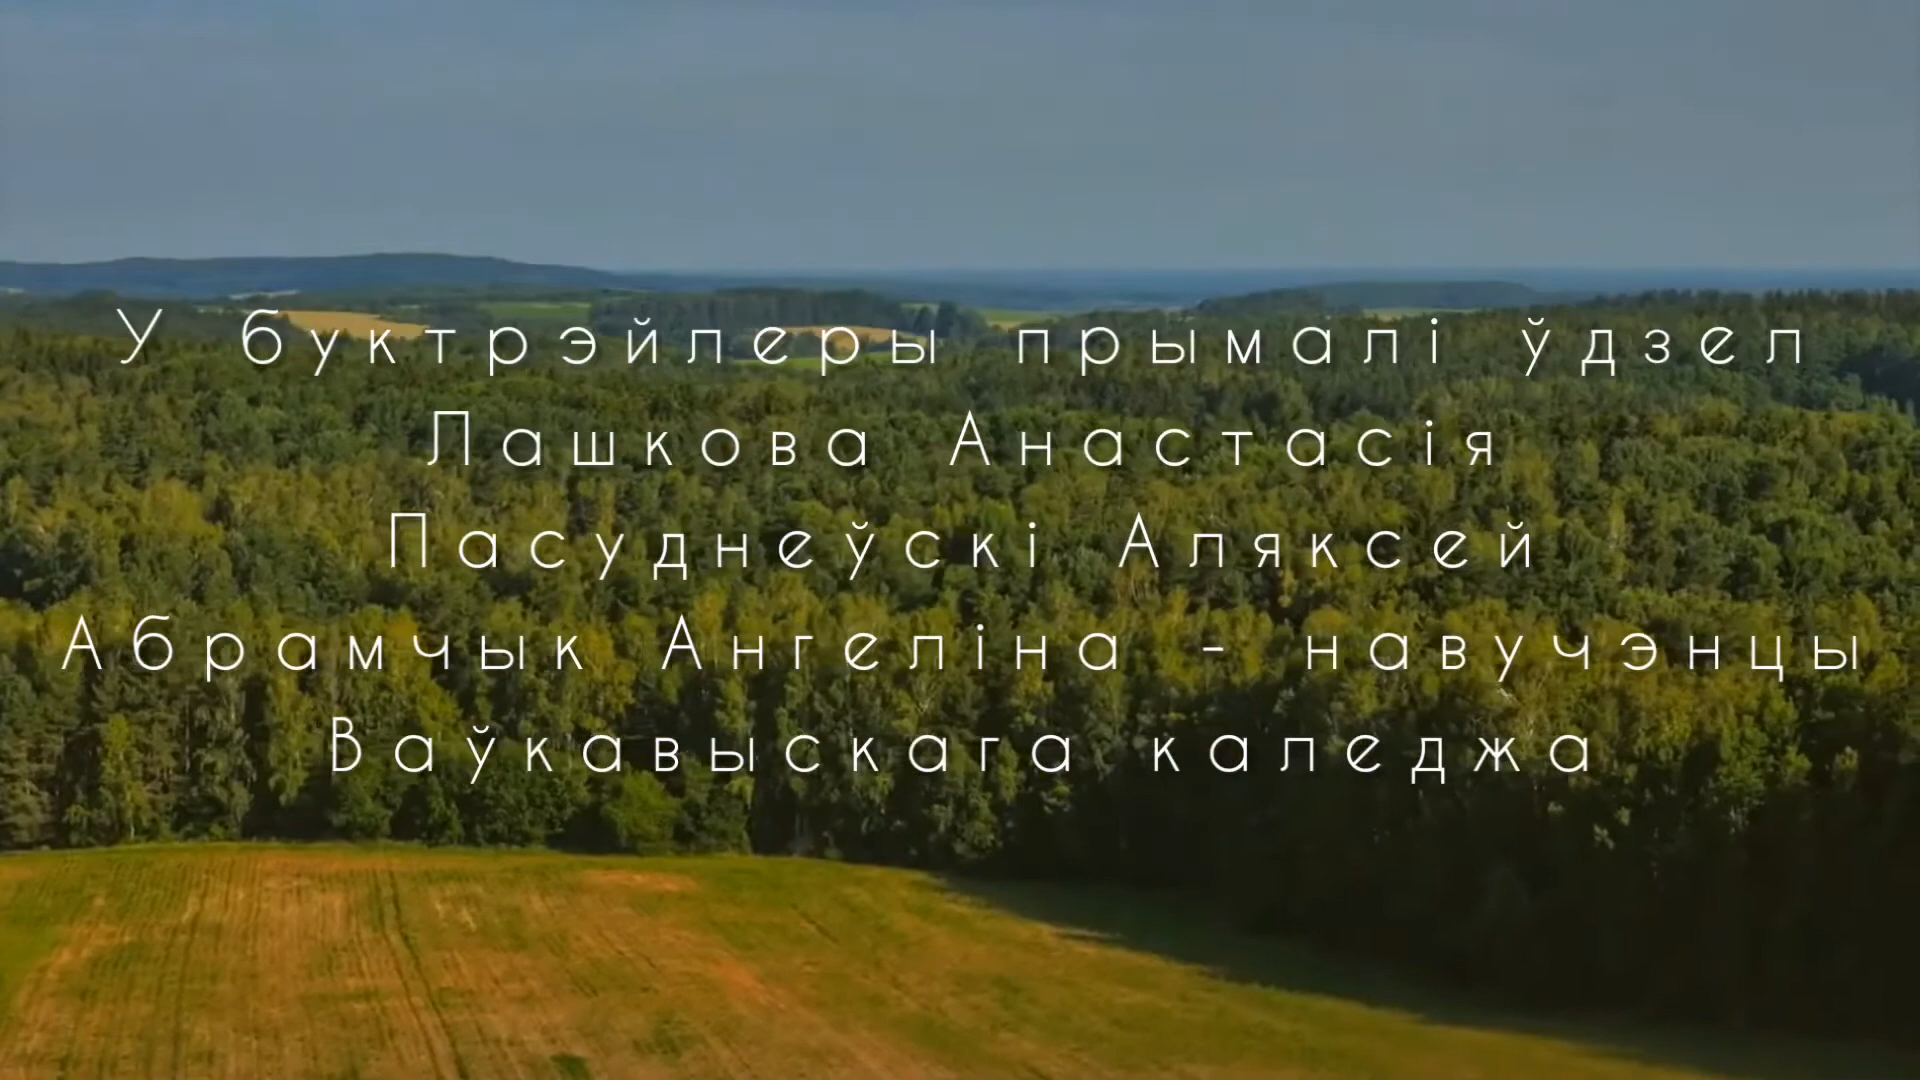 У буктрэйлеры прымалі ўдзел
Лашкова Анастасія
Пасуднеўскі Аляксей
Абрамчык Ангеліна - навучэнцы
Ваўкавыскага каледжа